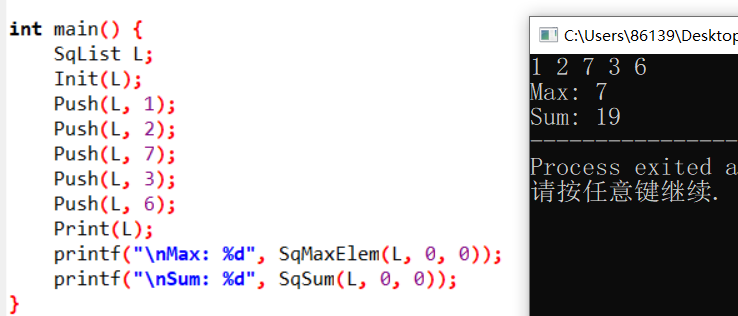 int main() {
SqList L;
Init(L);
Push(L, 1);
Push(L, 2);
Push(L, 7);
Push(L, 3);
Push(L, 6);
Print(L);
printf("\nMax: %d", SqMaxElem(L, 0, 0));
printf("\nSum: %d", SqSum(L, 0, 0));
}
C:\Users\86139\Desktop
1 2 7 3 6
Max: 7
Sum: 19
-----------------
Process exited a
请按任意键继续.